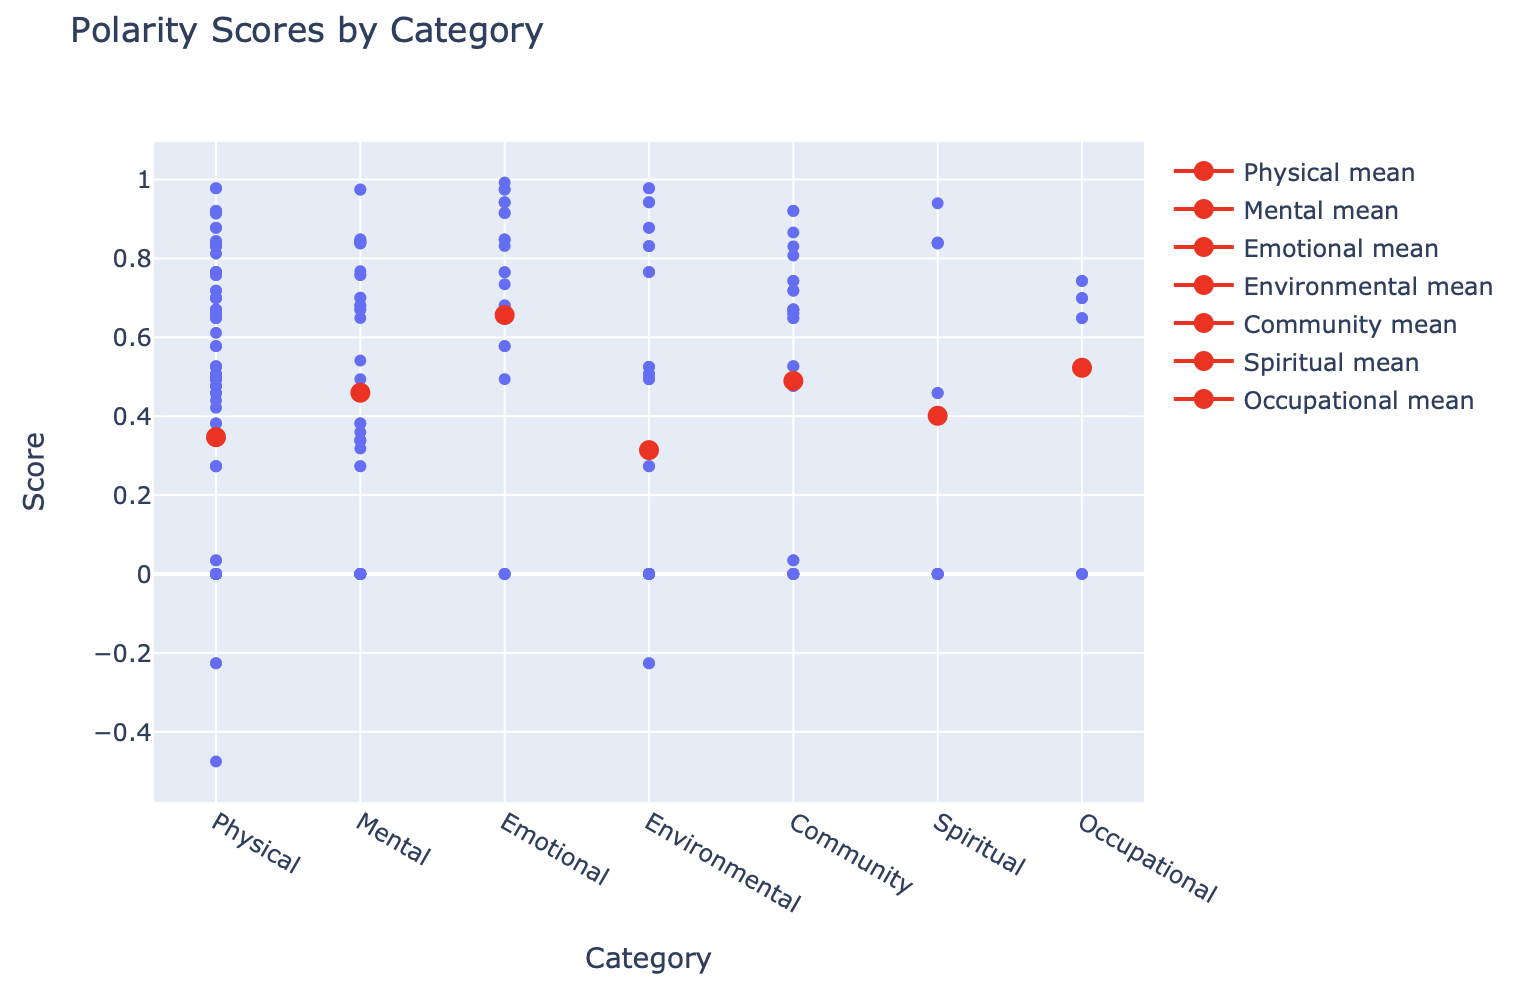 Polarity Scores by Category
1
0.8
0.6
0.4
0.2
0
−0.2
−0.4
Score
Physical
Mental
Emotional
Environmental
Community
Spiritual
Occupational
Category
Physical mean
Mental mean
Emotional mean
Environmental mean
Community mean
Spiritual mean
Occupational mean